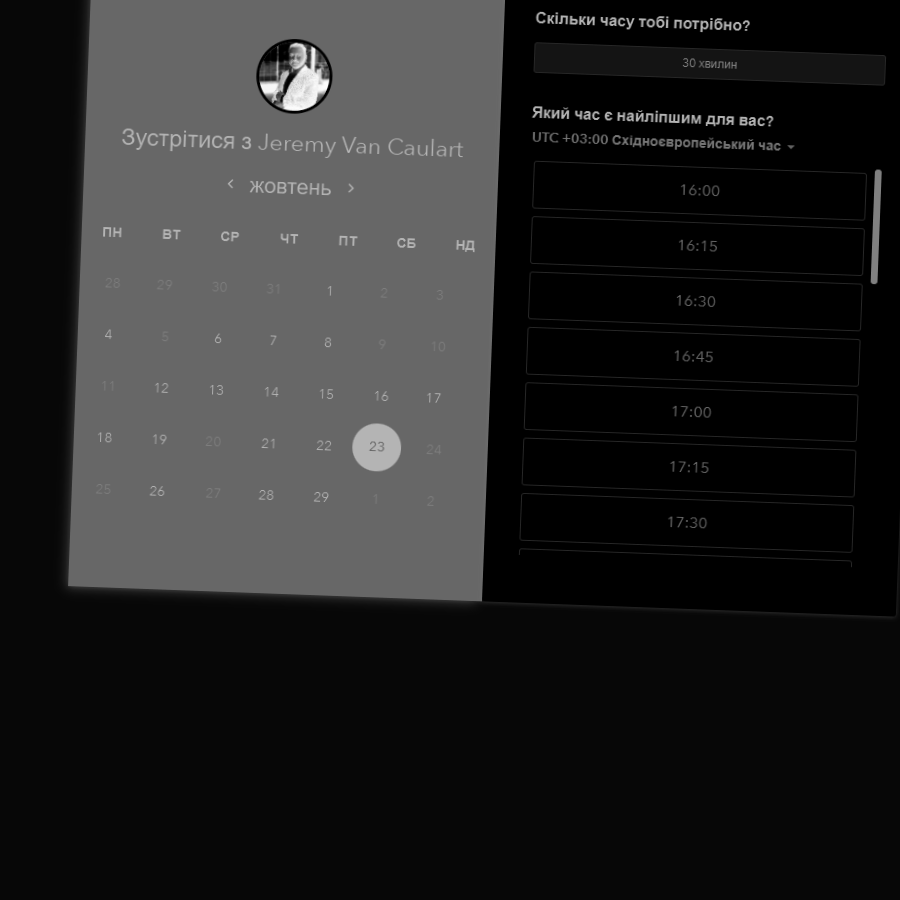 Зустрітися з Jeremy Van Caulart
‹ жовтень ›
ПН ВТ СР ЧТ ПТ СБ НД
28 29 30 31 1 2 3
4 5 6 7 8 9 10
11 12 13 14 15 16 17
18 19 20 21 22 23 24
25 26 27 28 29 1 2
Скільки часу тобі потрібно?
30 хвилин
Який час є найліпшим для вас?
UTC +03:00 Східноєвропейський час
16:00
16:15
16:30
16:45
17:00
17:15
17:30